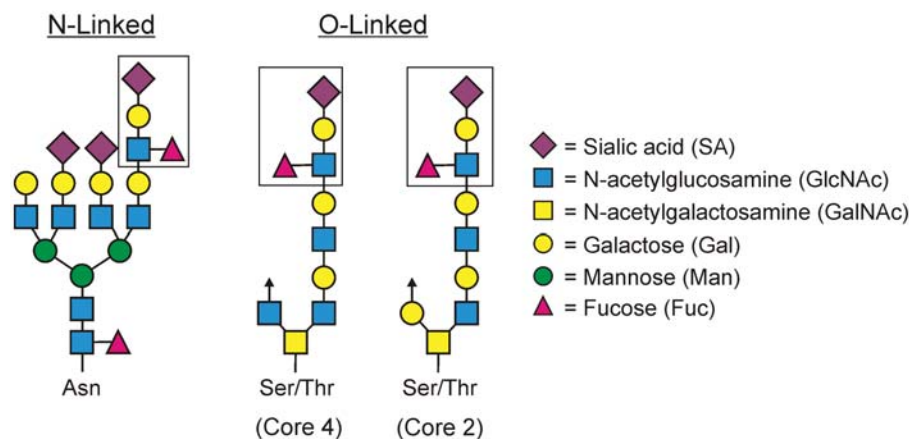 N-Linked
O-Linked
= Sialic acid (SA)
= N-acetylglucosamine (GlcNAc)
= N-acetylgalactosamine (GalNAc)
= Galactose (Gal)
= Mannose (Man)
= Fucose (Fuc)
Asn
Ser/Thr
(Core 4)
Ser/Thr
(Core 2)